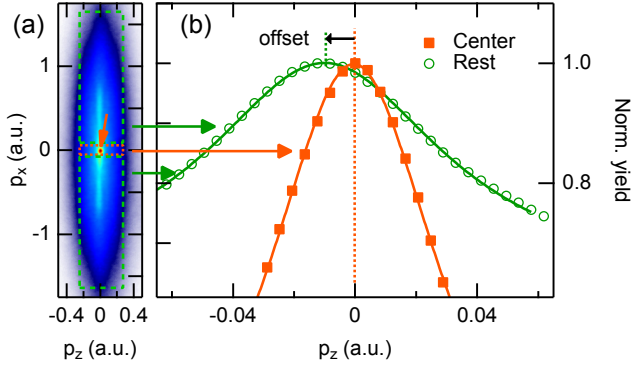 (a)
(b)
offset
Center
Rest
1
0
-1
pₓ (a.u.)
1.0
0.8
Norm. yield
-0.4
0
0.4
-0.04
0
0.04
p_z (a.u.)
p_z (a.u.)